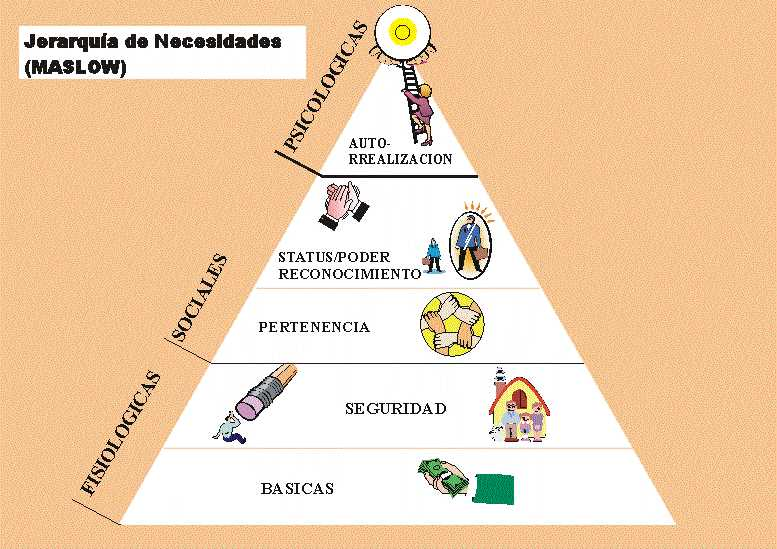 Jerarquía de Necesidades
(MASLOW)
PSICOLOGICAS
AUTO-
RREALIZACION
STATUS/PODER
RECONOCIMIENTO
SOCIALES
PERTENENCIA
FISIOLOGICAS
SEGURIDAD
BASICAS